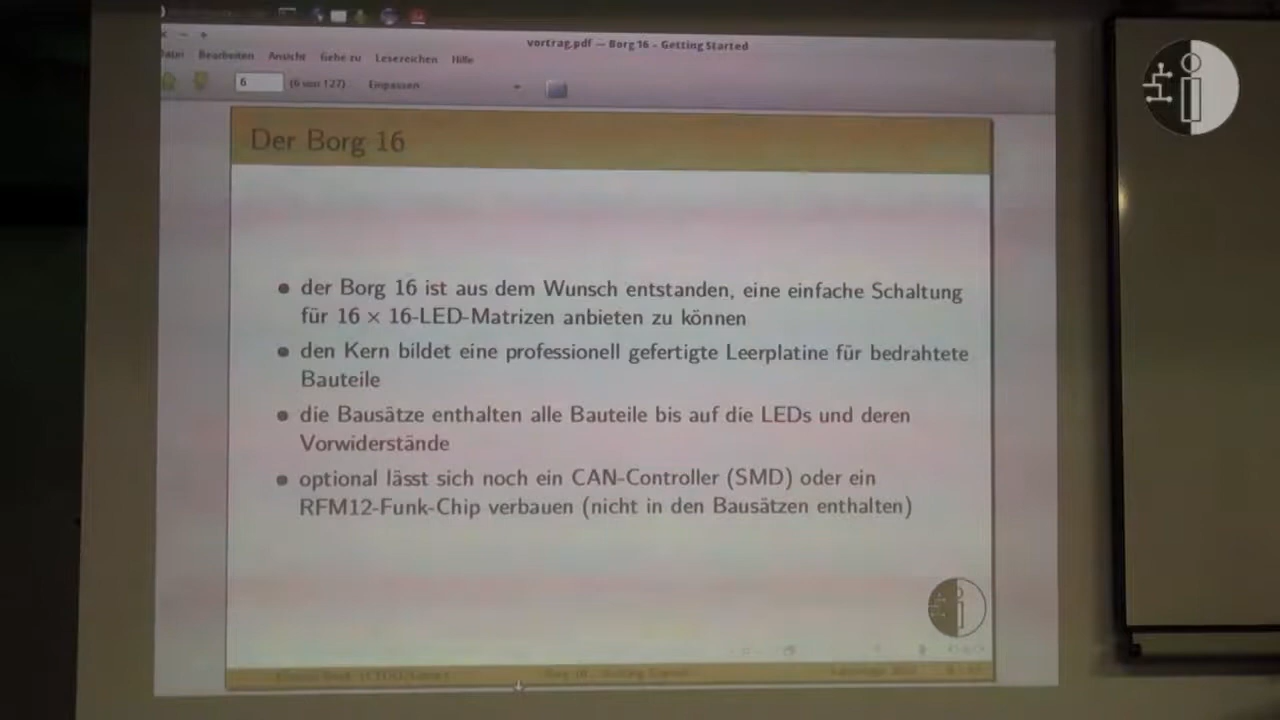 vortrag.pdf — Borg 16 - Getting Started
Datei Bearbeiten Ansicht Gehe zu Lesezeichen Hilfe
6 (6 von 127) Einpassen
Der Borg 16
der Borg 16 ist aus dem Wunsch entstanden, eine einfache Schaltung
für 16 × 16-LED-Matrizen anbieten zu können
den Kern bildet eine professionell gefertigte Leerplatine für bedrahtete
Bauteile
die Bausätze enthalten alle Bauteile bis auf die LEDs und deren
Vorwiderstände
optional lässt sich noch ein CAN-Controller (SMD) oder ein
RFM12-Funk-Chip verbauen (nicht in den Bausätzen enthalten)